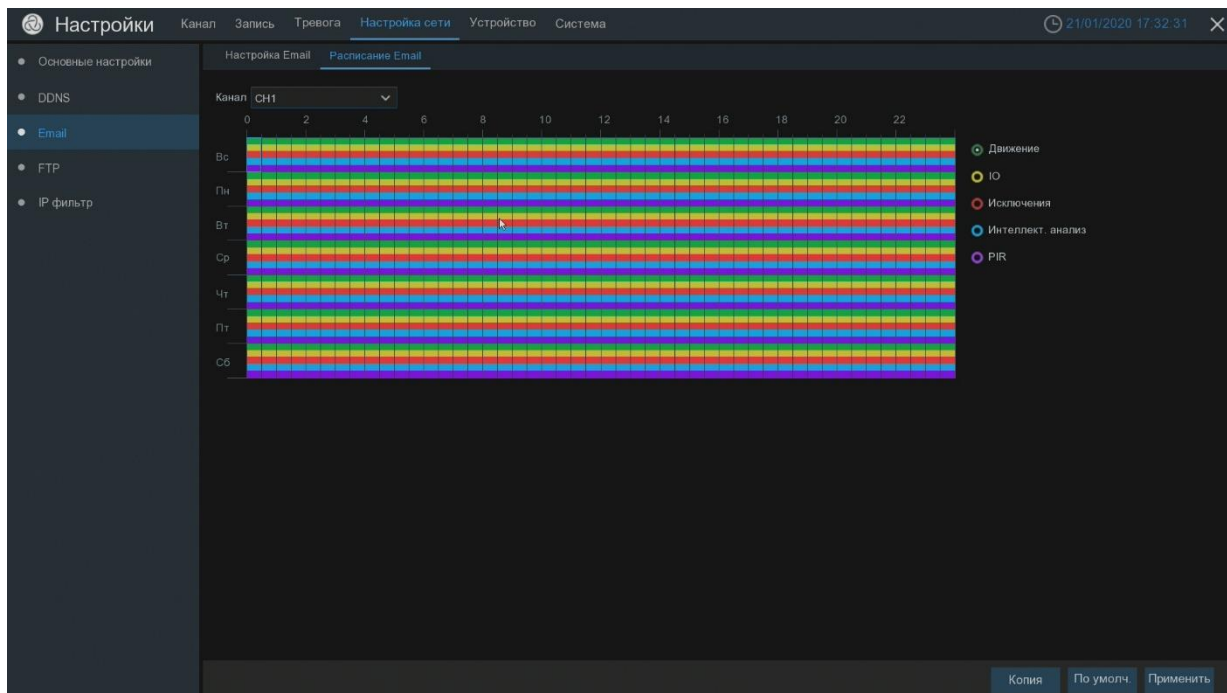 Настройки Канал Запись Тревога Настройка сети Устройство Система 21/01/2020 17:32:31
Основные настройки
DDNS
Email
FTP
IP фильтр
Настройка Email Расписание Email
Канал CH1
0 2 4 6 8 10 12 14 16 18 20 22
Вс
Пн
Вт
Ср
Чт
Пт
Сб
Движение
IO
Исключения
Интеллект. анализ
PIR
Копия По умолч. Применить